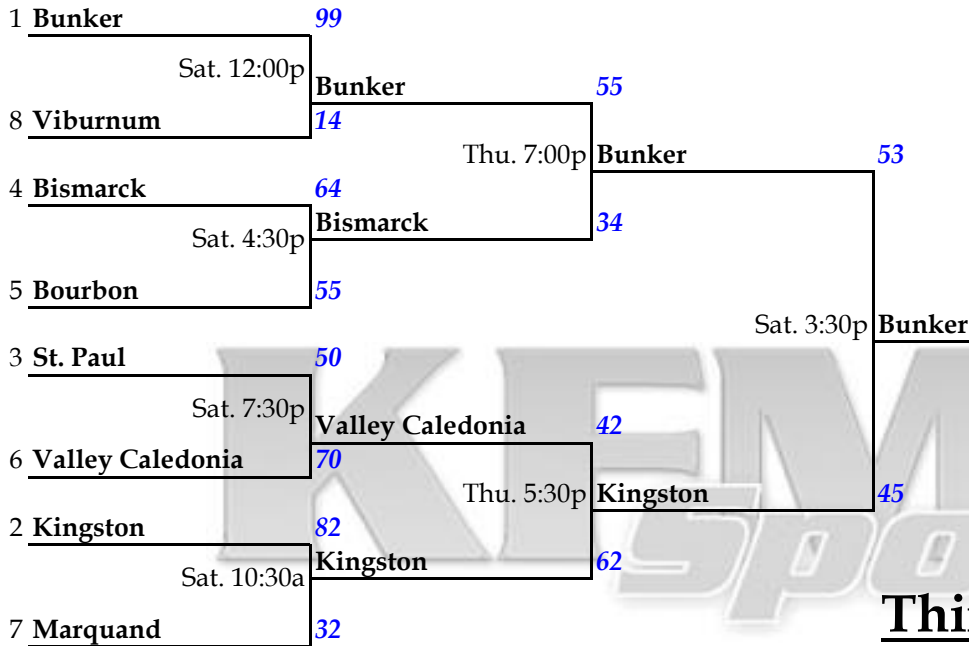 1 Bunker 99
Sat. 12:00p
Bunker 55
8 Viburnum 14
Thu. 7:00p Bunker 53
4 Bismarck 64
Sat. 4:30p
Bismarck 34
5 Bourbon 55
Sat. 3:30p Bunker
3 St. Paul 50
Sat. 7:30p
Valley Caledonia 42
6 Valley Caledonia 70
Thu. 5:30p Kingston 45
2 Kingston 82
Sat. 10:30a
Kingston 62
7 Marquand 32